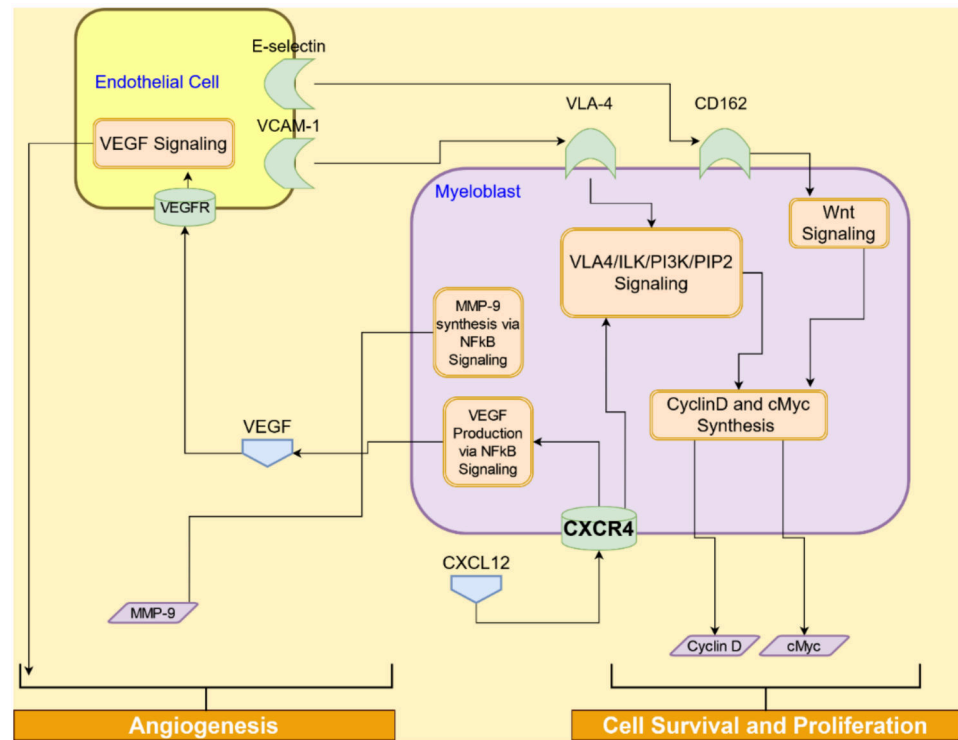 E-selectin
Endothelial Cell
VLA-4
CD162
VCAM-1
VEGF Signaling
Myeloblast
VEGFR
Wnt
Signaling
VLA4/ILK/PI3K/PIP2
Signaling
MMP-9
synthesis via
NFkB
Signaling
CyclinD and cMyc
Synthesis
VEGF
VEGF
Production
via NFkB
Signaling
CXCR4
CXCL12
MMP-9
Cyclin D
cMyc
Angiogenesis
Cell Survival and Proliferation